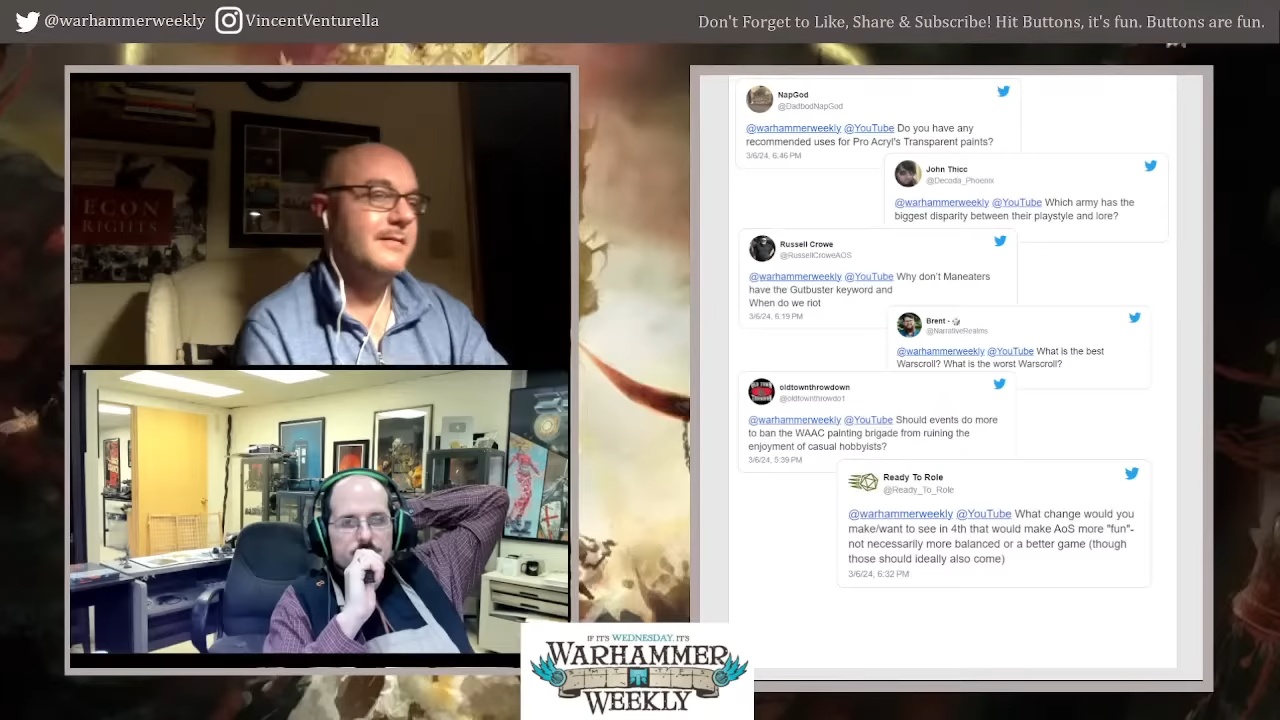 @warhammerweekly VincentVenturella
Don't Forget to Like, Share & Subscribe! Hit Buttons, it's fun. Buttons are fun.
ECON
RIGHTS
NapGod
@DadbodNapGod
@warhammerweekly @YouTube Do you have any
recommended uses for Pro Acryl's Transparent paints?
3/6/24, 6:46 PM
John Thicc
@Decoda_Phoenix
@warhammerweekly @YouTube Which army has the
biggest disparity between their playstyle and lore?
Russell Crowe
@RussellCroweAOS
@warhammerweekly @YouTube Why don't Maneaters
have the Gutbuster keyword and
When do we riot
3/6/24, 6:19 PM
Brent -
@NarrativeRealms
@warhammerweekly @YouTube What is the best
Warscroll? What is the worst Warscroll?
oldtownthrowdown
@oldtownthrowdo1
@warhammerweekly @YouTube Should events do more
to ban the WAAC painting brigade from ruining the
enjoyment of casual hobbyists?
3/6/24, 5:39 PM
Ready To Role
@Ready_To_Role
@warhammerweekly @YouTube What change would you
make/want to see in 4th that would make AoS more "fun"-
not necessarily more balanced or a better game (though
those should ideally also come)
3/6/24, 6:32 PM
IF IT'S WEDNESDAY, IT'S
WARHAMMER
WEEKLY